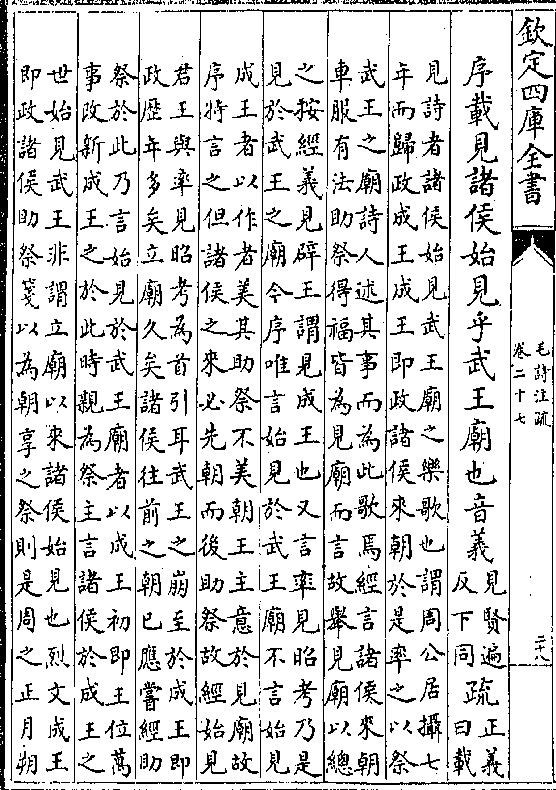 欽定四庫全書
毛詩注疏
卷二十七
二十八
序載見諸侯始見乎武王廟也音義見賢遍反下同疏正義曰載
見詩者諸侯始見武王廟之樂歌也謂周公居攝七
年而歸政成王成王即政諸侯來朝於是率之以祭
武王之廟詩人述其事而為此歌焉經言諸侯來朝
車服有法助祭得福皆為見廟而言故舉見廟以總
之按經義見辟王謂見成王也又言率見昭考乃是
見於武王之廟今序唯言始見於武王廟不言始見
成王者以作者美其助祭不美朝王主意於見廟故
序特言之但諸侯之來必先朝而後助祭故經始見
君王與率見昭考為首引耳武王之崩至於成王即
政歴年多矣立廟久矣諸侯往前之朝已應嘗經助
祭於此乃言始見於武王廟者以成王初即王位萬
事改新成王之於此時親為祭主言諸侯於成王之
世始見武王非謂立廟以來諸侯始見也烈文成王
即政諸侯助祭箋以為朝享之祭則是周之正月朔